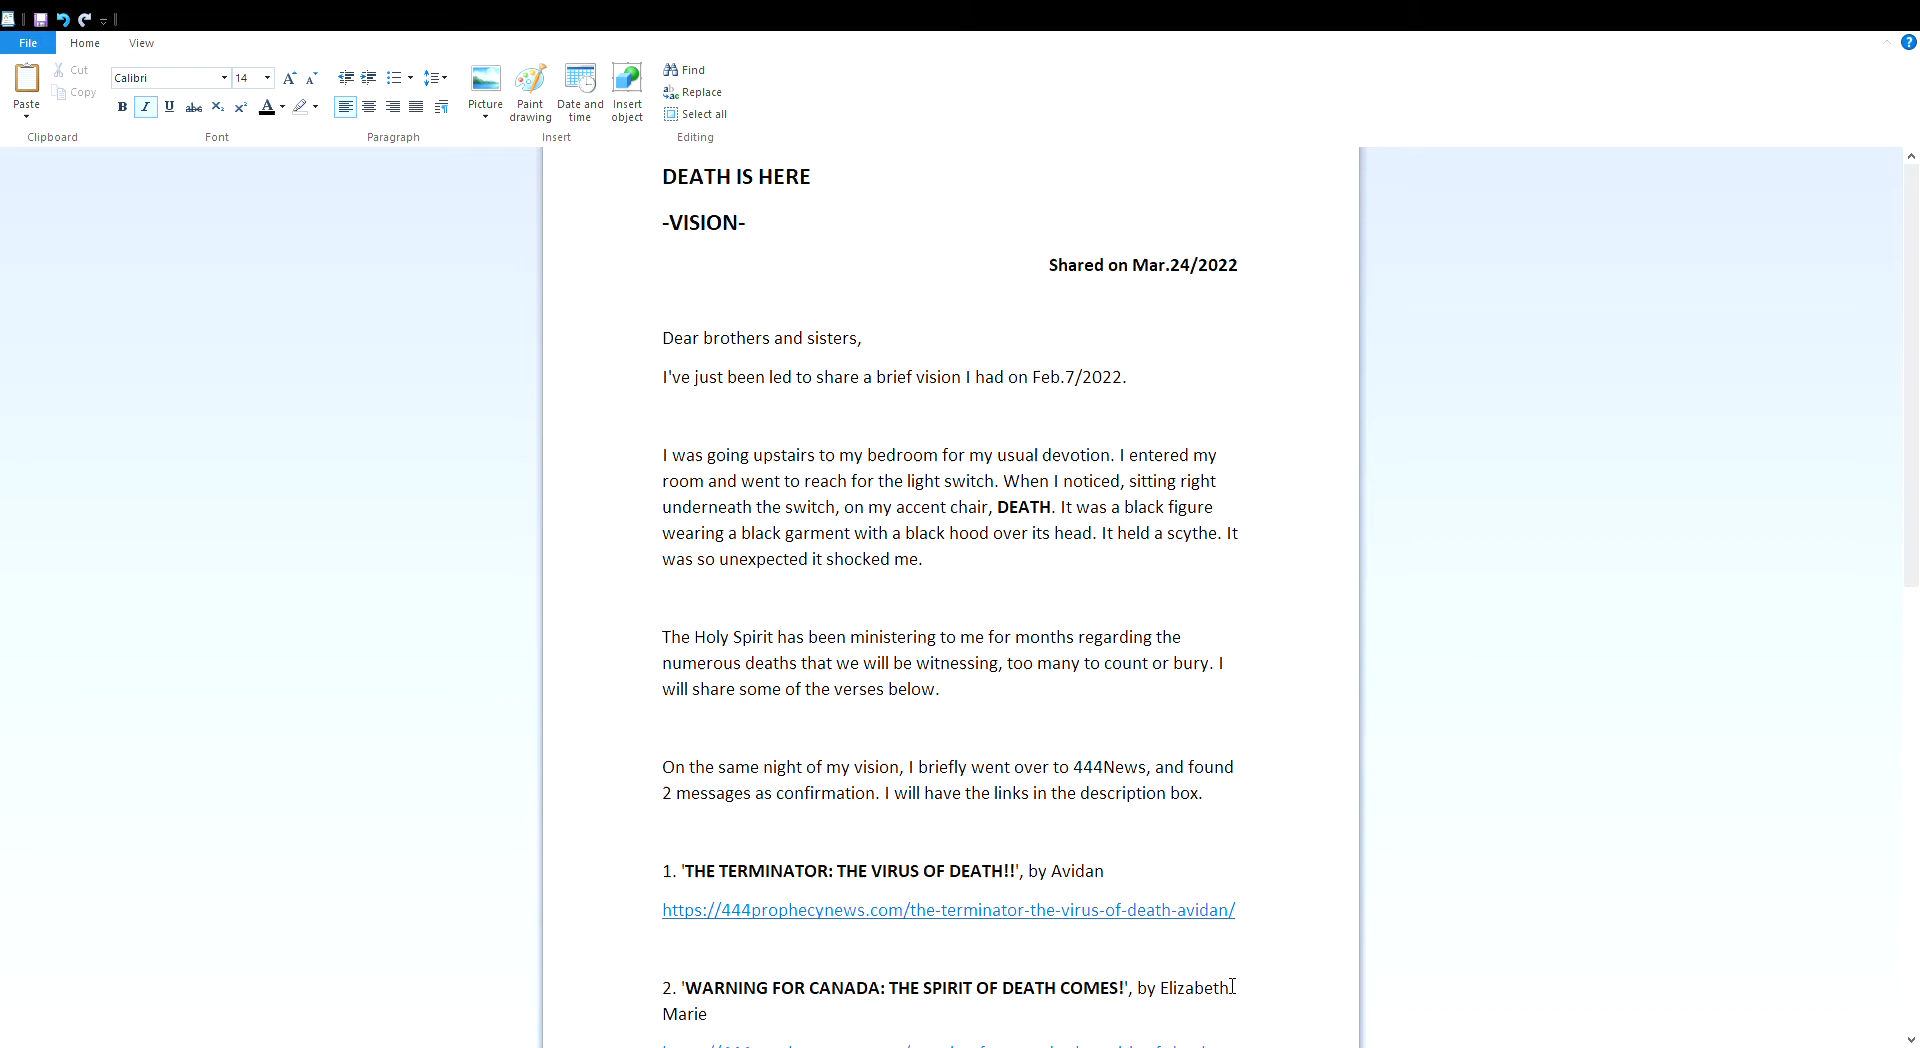 File Home View
Paste
Cut
Copy
Clipboard
Calibri 14
B I U abc X₂ X² A
Font
Paragraph
Picture
Paint drawing
Date and time
Insert object
Insert
Find
Replace
Select all
Editing
DEATH IS HERE
-VISION-
Shared on Mar.24/2022
Dear brothers and sisters,
I've just been led to share a brief vision I had on Feb.7/2022.
I was going upstairs to my bedroom for my usual devotion. I entered my
room and went to reach for the light switch. When I noticed, sitting right
underneath the switch, on my accent chair, DEATH. It was a black figure
wearing a black garment with a black hood over its head. It held a scythe. It
was so unexpected it shocked me.
The Holy Spirit has been ministering to me for months regarding the
numerous deaths that we will be witnessing, too many to count or bury. I
will share some of the verses below.
On the same night of my vision, I briefly went over to 444News, and found
2 messages as confirmation. I will have the links in the description box.
1. 'THE TERMINATOR: THE VIRUS OF DEATH!!', by Avidan
https://444prophecynews.com/the-terminator-the-virus-of-death-avidan/
2. 'WARNING FOR CANADA: THE SPIRIT OF DEATH COMES!', by Elizabeth
Marie